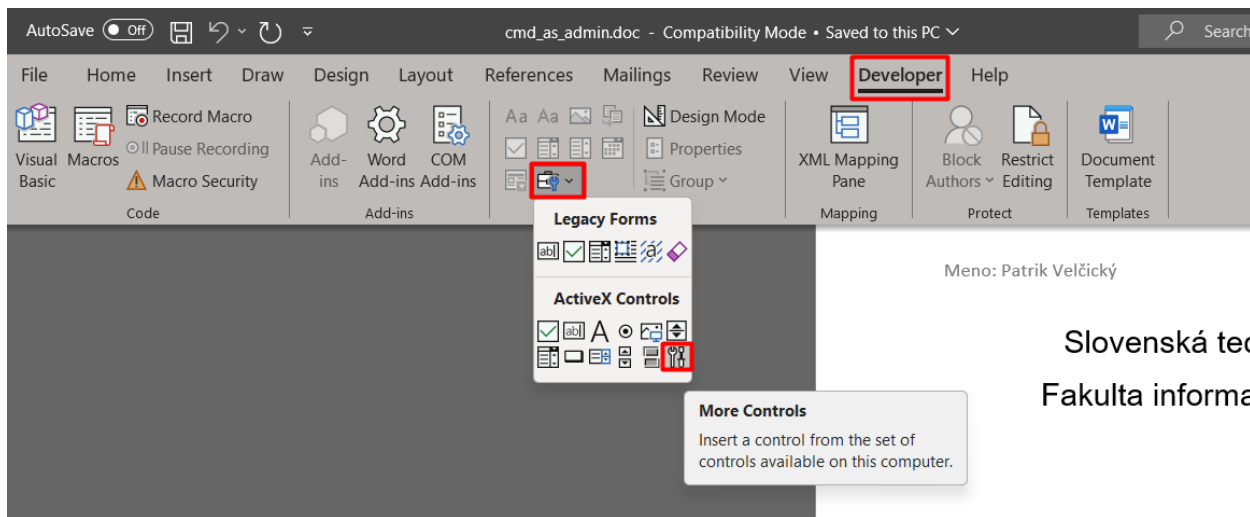 AutoSave Off cmd_as_admin.doc - Compatibility Mode • Saved to this PC Search
File Home Insert Draw Design Layout References Mailings Review View Developer Help
Visual Basic
Macros
Record Macro
Pause Recording
Macro Security
Code
Add-ins
Word Add-ins
COM Add-ins
Add-ins
Aa Aa
Design Mode
Properties
Group
XML Mapping Pane
Mapping
Block Authors
Restrict Editing
Protect
Document Template
Templates
Legacy Forms
ActiveX Controls
More Controls
Insert a control from the set of
controls available on this computer.
Meno: Patrik Velčický
Slovenská
Fakulta